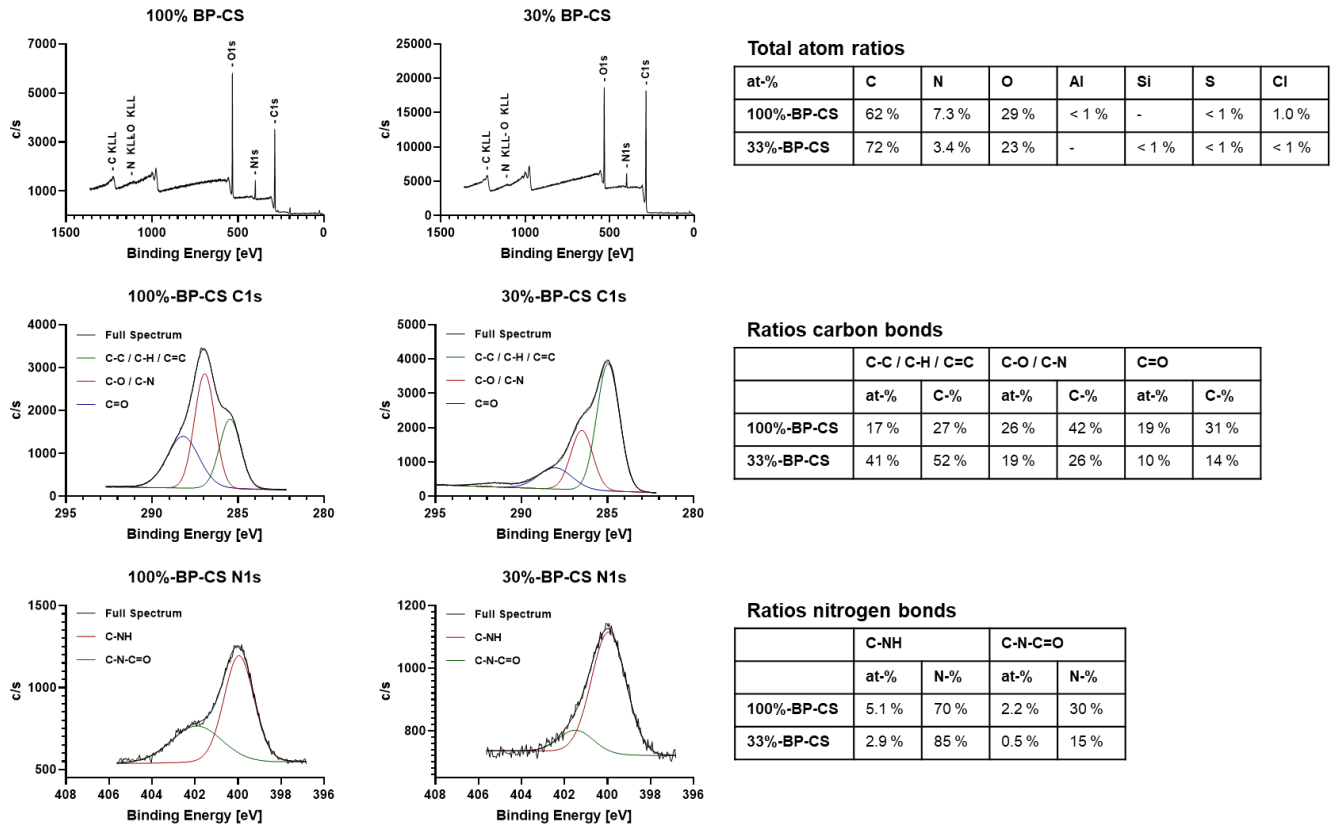 100% BP-CS
7000
5000
3000
1000
c/s
- C KLL
- N KLL
- O KLL
- O1s
- N1s
- C1s
1500 1000 500 0
Binding Energy [eV]
30% BP-CS
25000
20000
15000
10000
5000
0
c/s
- C KLL
- N KLL
- O KLL
- O1s
- N1s
- C1s
1500 1000 500 0
Binding Energy [eV]
Total atom ratios
at-% C N O Al Si S Cl
100%-BP-CS 62 % 7.3 % 29 % < 1 % - < 1 % 1.0 %
33%-BP-CS 72 % 3.4 % 23 % - < 1 % < 1 % < 1 %
100%-BP-CS C1s
4000
3000
2000
1000
0
c/s
Full Spectrum
C-C / C-H / C=C
C-O / C-N
C=O
295 290 285 280
Binding Energy [eV]
30%-BP-CS C1s
5000
4000
3000
2000
1000
0
c/s
Full Spectrum
C-C / C-H / C=C
C-O / C-N
C=O
295 290 285 280
Binding Energy [eV]
Ratios carbon bonds
C-C / C-H / C=C C-O / C-N C=O
at-% C-% at-% C-% at-% C-%
100%-BP-CS 17 % 27 % 26 % 42 % 19 % 31 %
33%-BP-CS 41 % 52 % 19 % 26 % 10 % 14 %
100%-BP-CS N1s
1500
1000
500
c/s
Full Spectrum
C-NH
C-N-C=O
408 406 404 402 400 398 396
Binding Energy [eV]
30%-BP-CS N1s
1200
1000
800
c/s
Full Spectrum
C-NH
C-N-C=O
408 406 404 402 400 398 396
Binding Energy [eV]
Ratios nitrogen bonds
C-NH C-N-C=O
at-% N-% at-% N-%
100%-BP-CS 5.1 % 70 % 2.2 % 30 %
33%-BP-CS 2.9 % 85 % 0.5 % 15 %